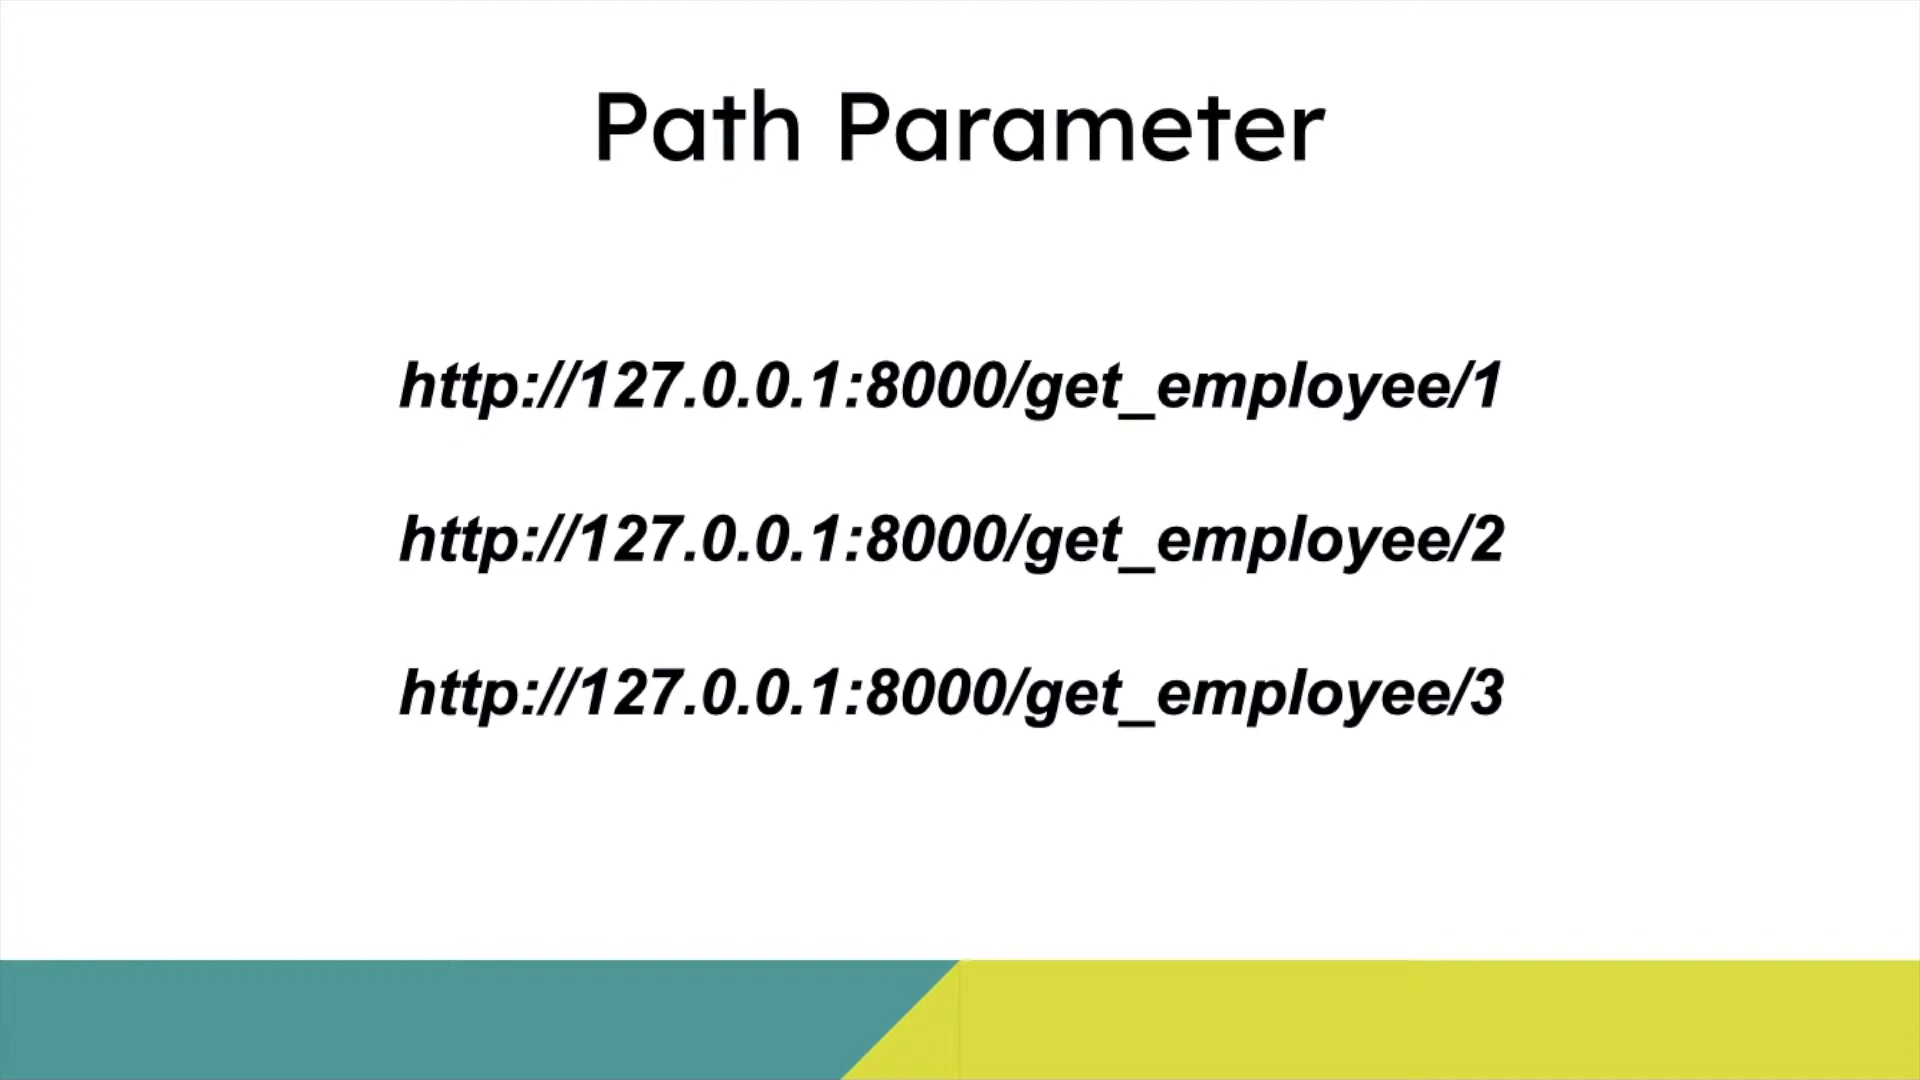 Path Parameter
http://127.0.0.1:8000/get_employee/1
http://127.0.0.1:8000/get_employee/2
http://127.0.0.1:8000/get_employee/3